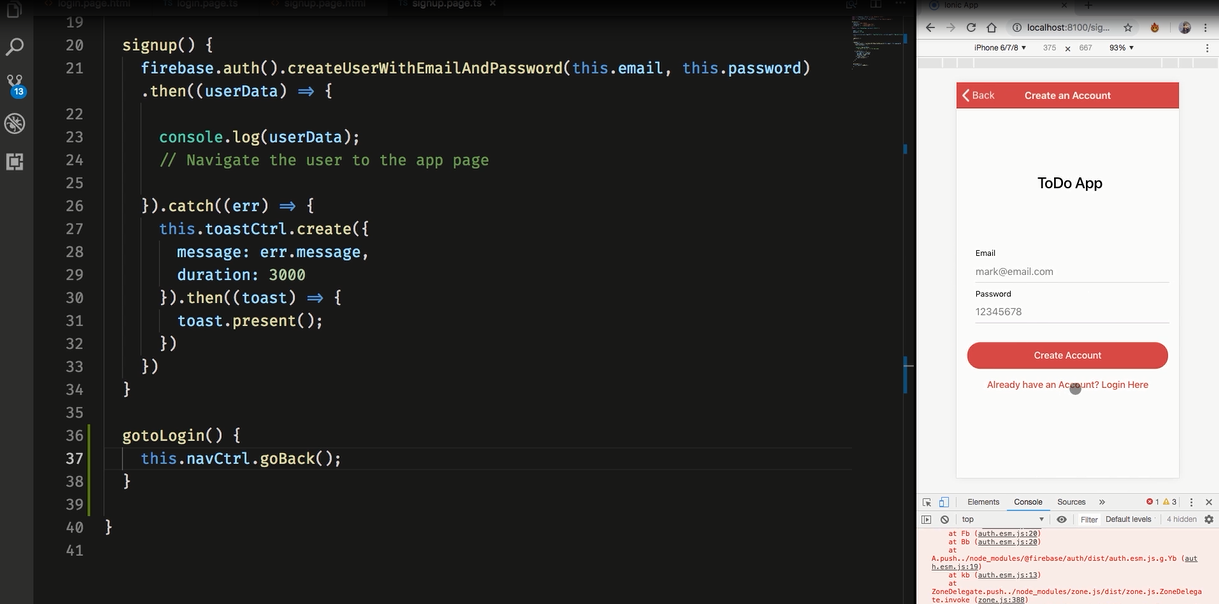 login.page.html
login.page.ts
signup.page.html
signup.page.ts
19
20 signup() {
21 firebase.auth().createUserWithEmailAndPassword(this.email, this.password)
.then((userData) => {
22
23 console.log(userData);
24 // Navigate the user to the app page
25
26 }).catch((err) => {
27 this.toastCtrl.create({
28 message: err.message,
29 duration: 3000
30 }).then((toast) => {
31 toast.present();
32 })
33 })
34 }
35
36 gotoLogin() {
37 this.navCtrl.goBack();
38 }
39
40 }
41
13
Ionic App
localhost:8100/sig...
iPhone 6/7/8 ▼ 375 x 667 93% ▼
Back Create an Account
ToDo App
Email
mark@email.com
Password
12345678
Create Account
Already have an Account? Login Here
Elements Console Sources » 1 3
top ▼ Filter Default levels 4 hidden
at Fb (auth.esm.js:20)
at Bb (auth.esm.js:20)
at
A.push../node_modules/@firebase/auth/dist/auth.esm.js.g.Yb (aut
h.esm.js:19)
at kb (auth.esm.js:13)
at
ZoneDelegate.push../node_modules/zone.js/dist/zone.js.ZoneDelega
te.invoke (zone.js:388)